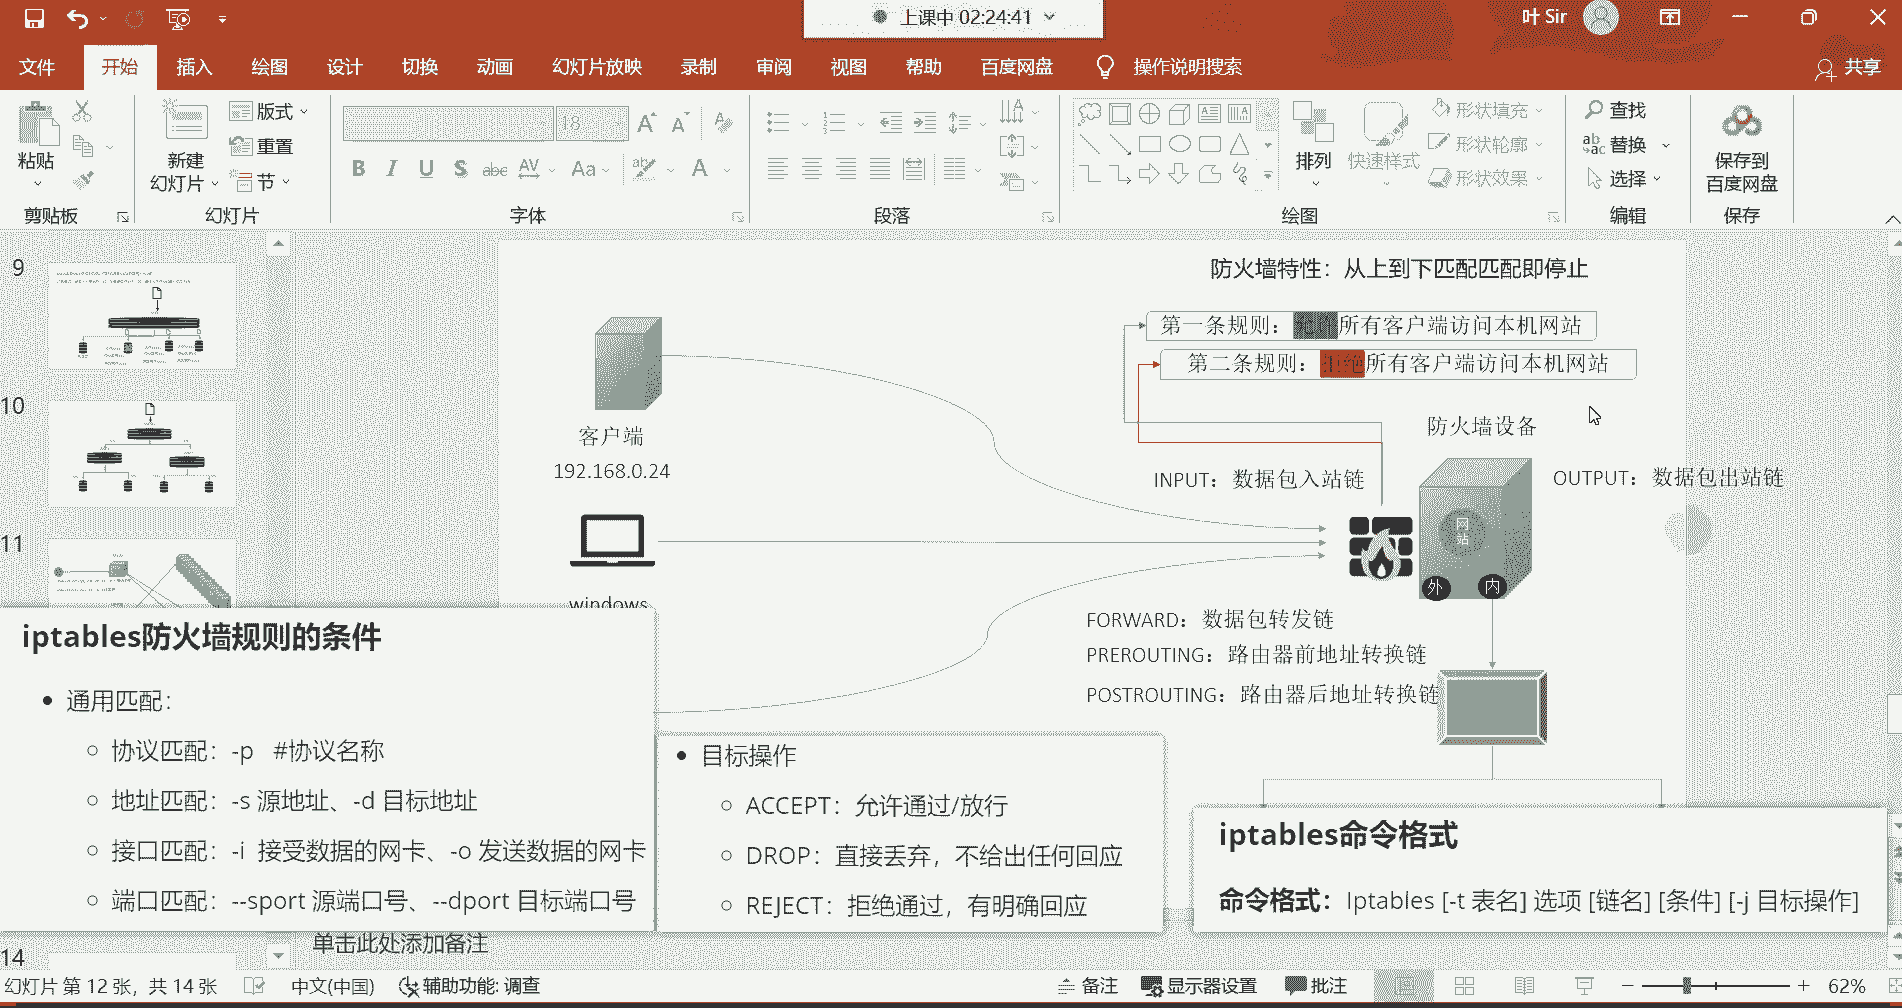 上课中 02:24:41
叶 Sir
文件 开始 插入 绘图 设计 切换 动画 幻灯片放映 录制 审阅 视图 帮助 百度网盘 操作说明搜索 共享
粘贴
剪贴板
新建
幻灯片
版式
重置
节
幻灯片
18
字体
段落
排列
快速样式
形状填充
形状轮廓
形状效果
绘图
查找
替换
选择
编辑
保存到
百度网盘
保存
9
10
11
14
防火墙特性：从上到下匹配匹配即停止
第一条规则： 所有客户端访问本机网站
第二条规则：拒绝所有客户端访问本机网站
客户端
192.168.0.24
windows
防火墙设备
INPUT：数据包入站链
OUTPUT：数据包出站链
网站
外
内
FORWARD：数据包转发链
PREROUTING：路由器前地址转换链
POSTROUTING：路由器后地址转换链
iptables防火墙规则的条件
通用匹配：
协议匹配：-p #协议名称
地址匹配：-s 源地址、-d 目标地址
接口匹配：-i 接受数据的网卡、-o 发送数据的网卡
端口匹配：--sport 源端口号、--dport 目标端口号
目标操作
ACCEPT：允许通过/放行
DROP：直接丢弃，不给出任何回应
REJECT：拒绝通过，有明确回应
iptables命令格式
命令格式：Iptables [-t 表名] 选项 [链名] [条件] [-j 目标操作]
单击此处添加备注
幻灯片 第 12 张，共 14 张 中文(中国) 辅助功能: 调查 备注 显示器设置 批注 62%